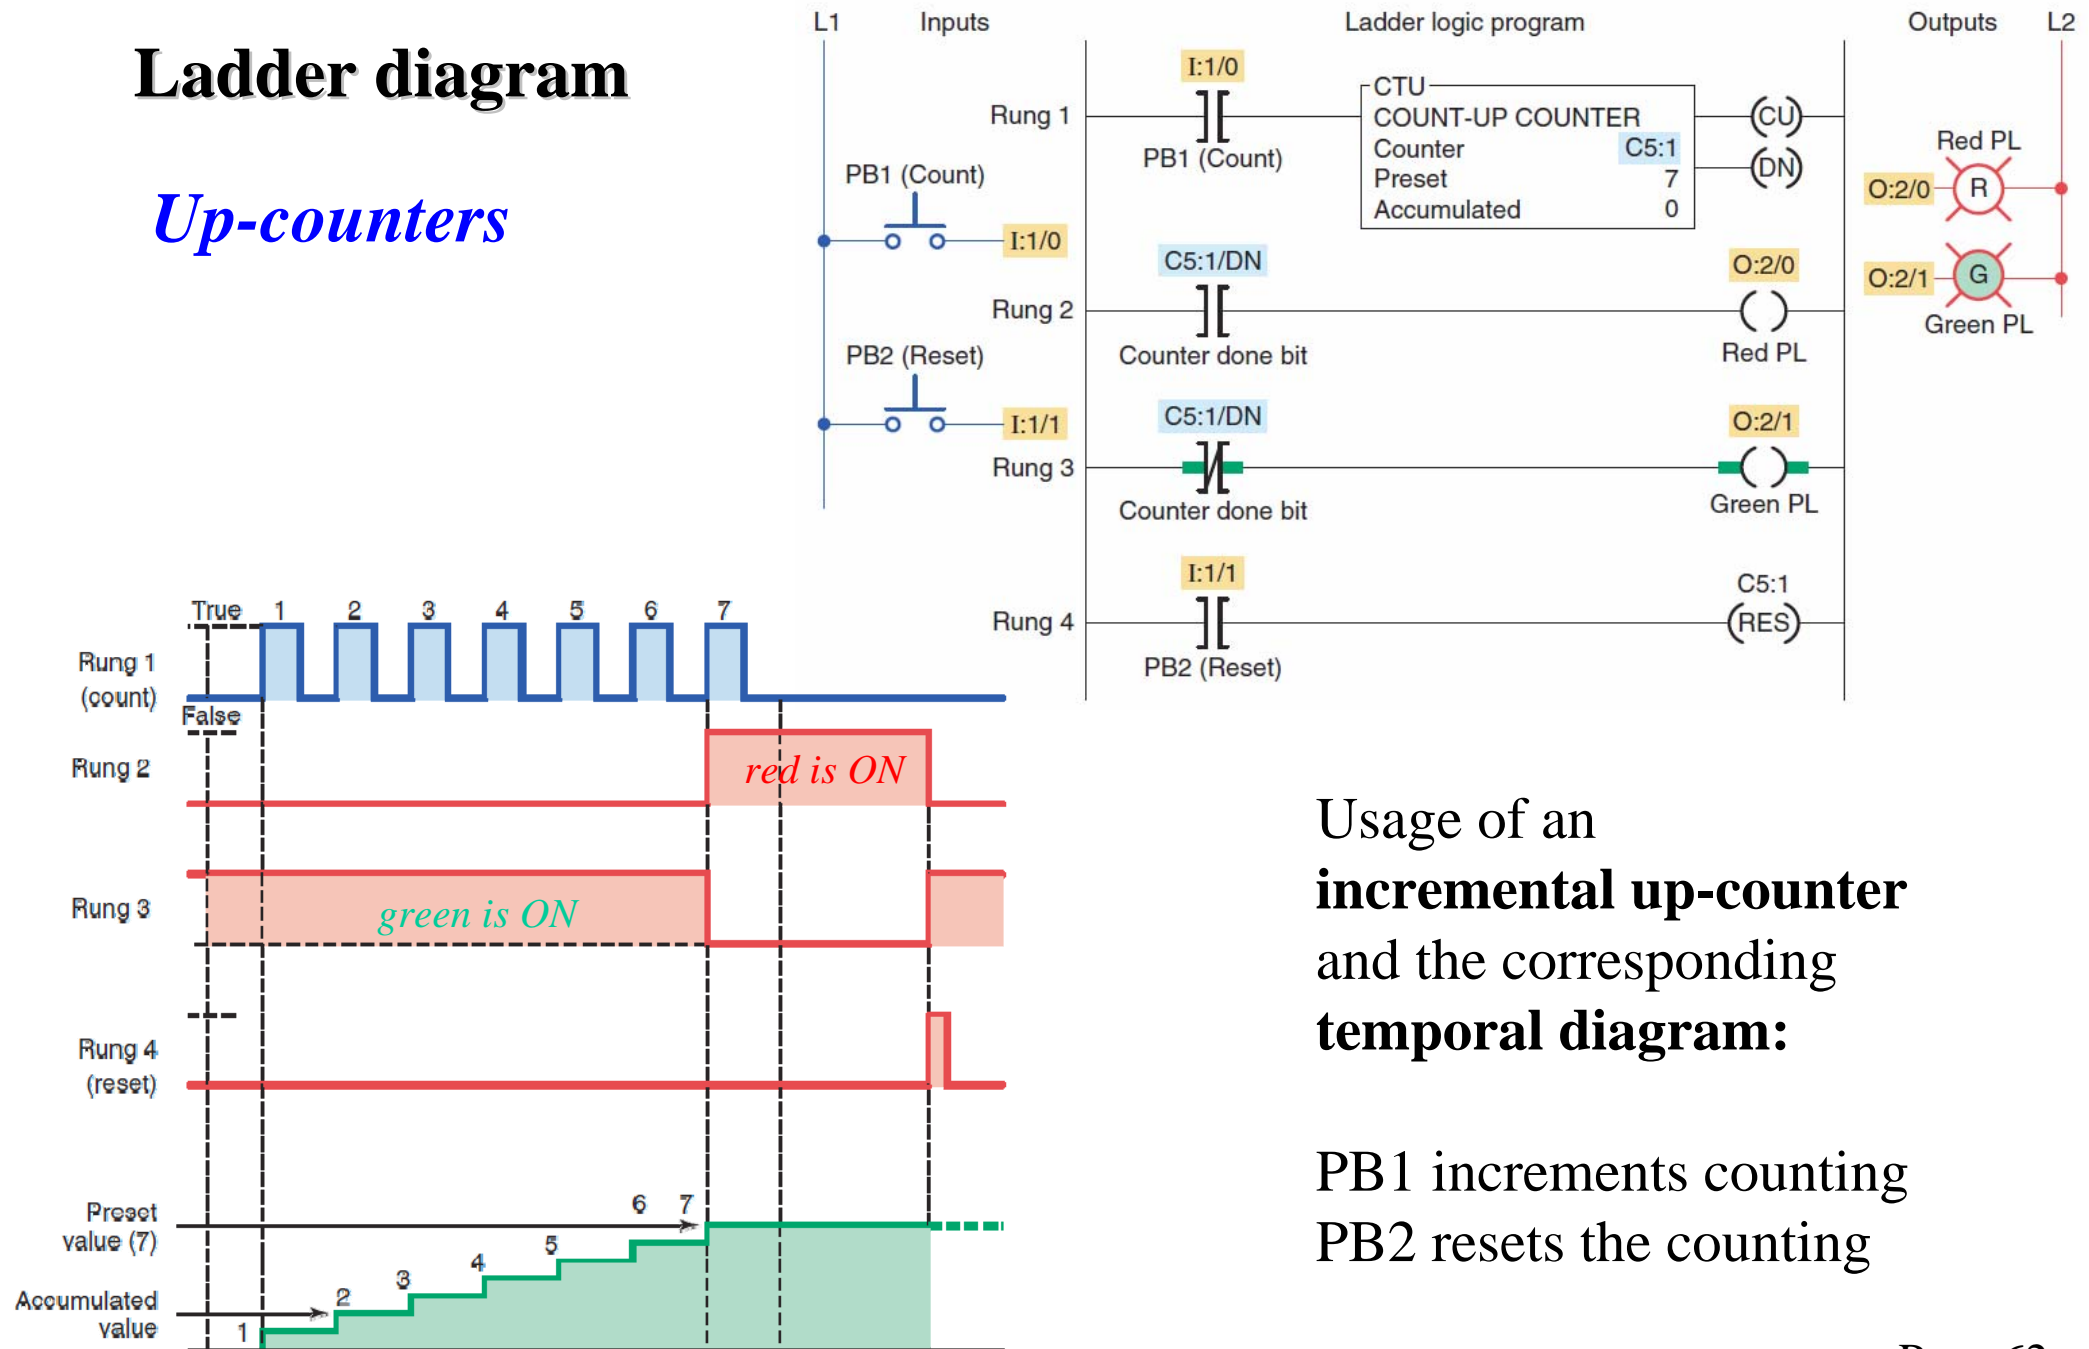 Ladder diagram
Up-counters
L1 Inputs Ladder logic program Outputs L2
I:1/0
CTU
Rung 1
COUNT-UP COUNTER
CU
PB1 (Count)
Counter C5:1
DN
Preset 7
Accumulated 0
PB1 (Count)
I:1/0
Red PL
O:2/0
R
O:2/1
G
Green PL
C5:1/DN
O:2/0
Rung 2
Counter done bit
Red PL
PB2 (Reset)
I:1/1
C5:1/DN
O:2/1
Rung 3
Counter done bit
Green PL
I:1/1
C5:1
Rung 4
RES
PB2 (Reset)
True 1 2 3 4 5 6 7
Rung 1
(count)
False
Rung 2
red is ON
Rung 3
green is ON
Rung 4
(reset)
Preset
value (7)
6 7
5
4
3
2
Accumulated
value
1
Usage of an
incremental up-counter
and the corresponding
temporal diagram:
PB1 increments counting
PB2 resets the counting